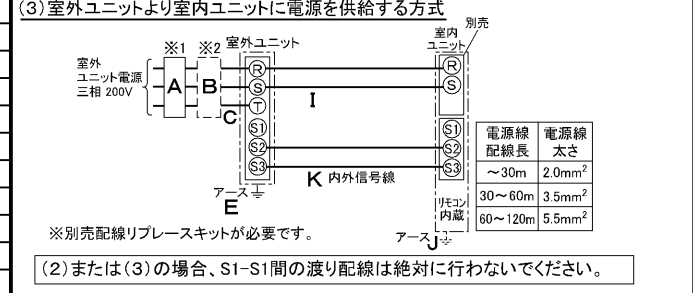 (3)室外ユニットより室内ユニットに電源を供給する方式
別売
※1 ※2 室外ユニット
室内
ユニット
室外
ユニット電源
三相 200V
A B
R
S
T
C
I
R
S
S1
S2
S3
S1
S2
S3
K 内外信号線
アース
E
リモコン
内蔵
アース J
電源線
配線長
電源線
太さ
～30m 2.0mm²
30～60m 3.5mm²
60～120m 5.5mm²
※別売配線リプレースキットが必要です。
(2)または(3)の場合、S1-S1間の渡り配線は絶対に行わないでください。